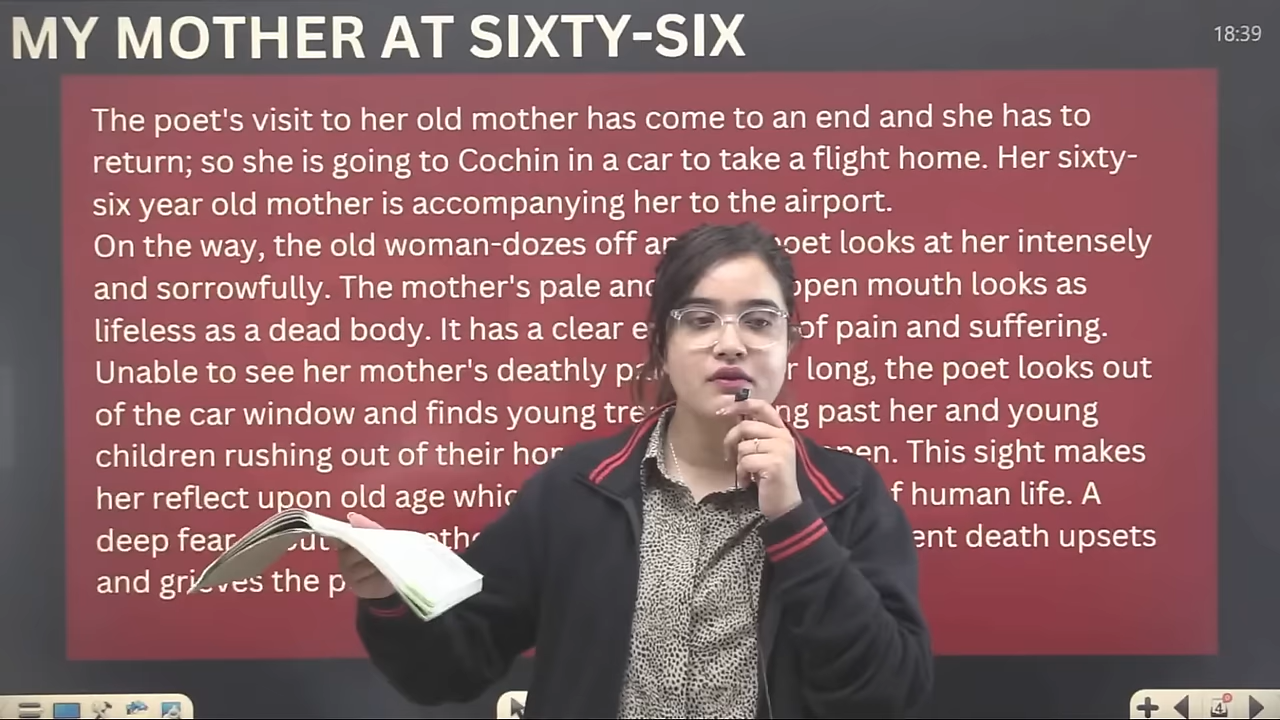 MY MOTHER AT SIXTY-SIX
18:39
The poet's visit to her old mother has come to an end and she has to
return; so she is going to Cochin in a car to take a flight home. Her sixty-
six year old mother is accompanying her to the airport.
On the way, the old woman-dozes off poet looks at her intensely
and sorrowfully. The mother's pale open mouth looks as
lifeless as a dead body. It has a clear of pain and suffering.
Unable to see her mother's deathly long, the poet looks out
of the car window and finds young past her and young
children rushing out of their This sight makes
her reflect upon old age human life. A
deep fear death upsets
and grieves the
4